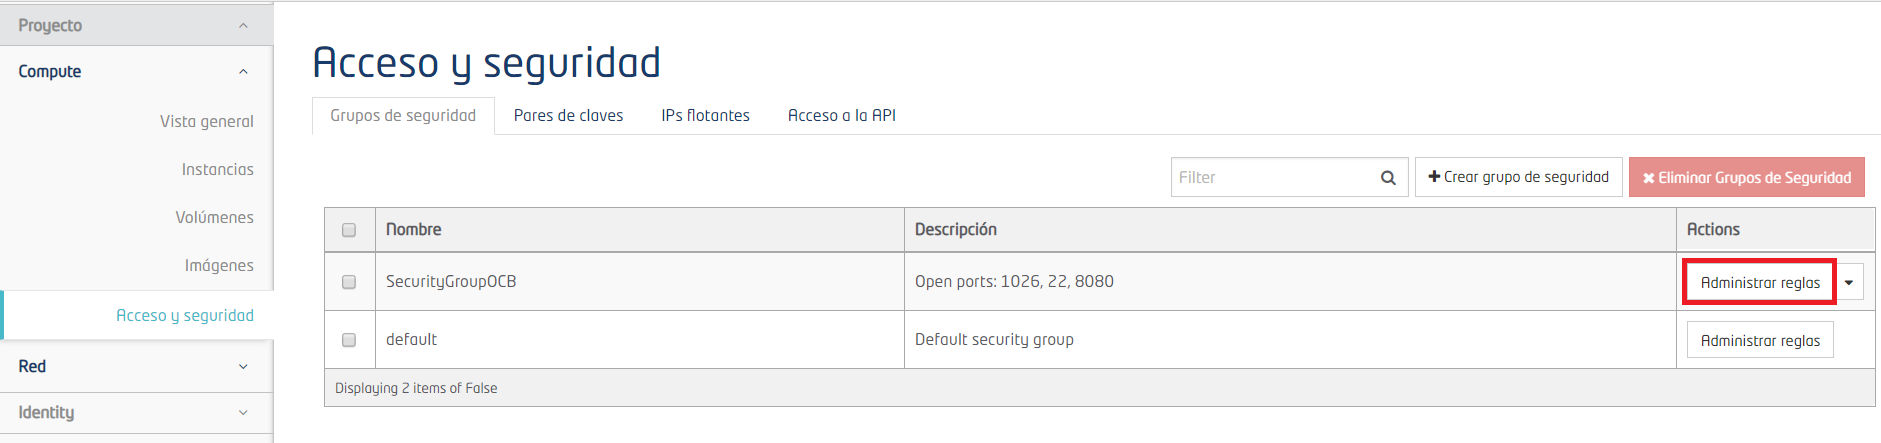 Proyecto
Compute
Vista general
Instancias
Volúmenes
Imágenes
Acceso y seguridad
Red
Identity
Acceso y seguridad
Grupos de seguridad Pares de claves IPs flotantes Acceso a la API
Filter Crear grupo de seguridad Eliminar Grupos de Seguridad
Nombre Descripción Actions
SecurityGroupOCB Open ports: 1026, 22, 8080 Administrar reglas
default Default security group Administrar reglas
Displaying 2 items of False